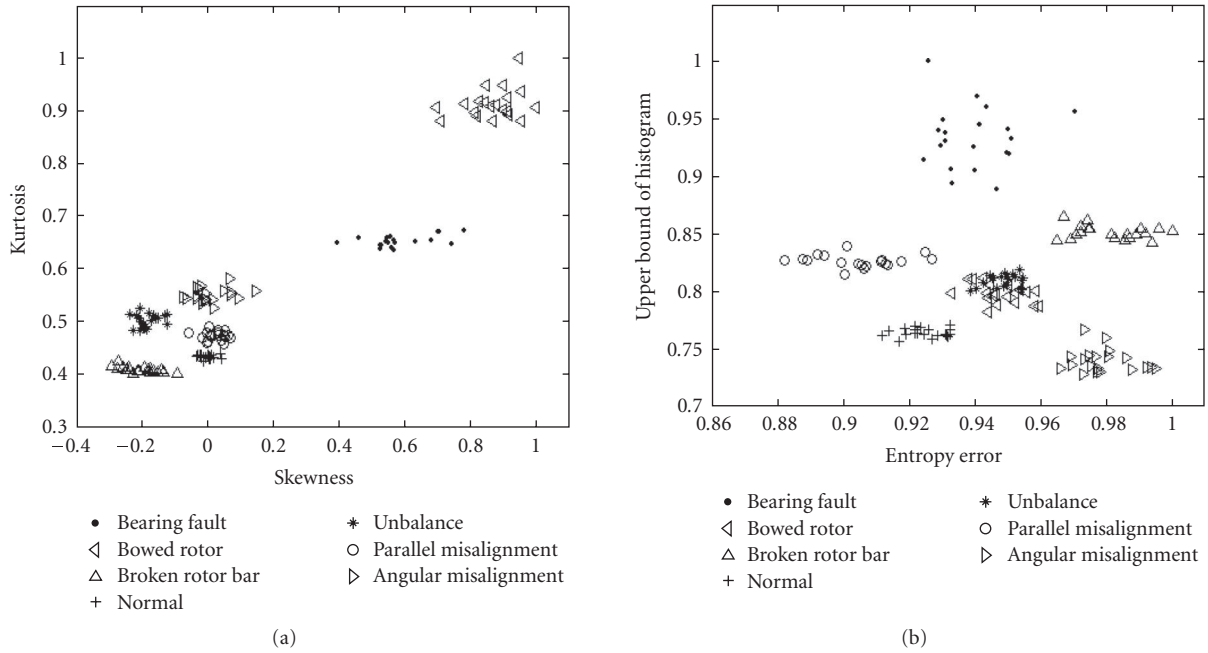 1
0.9
0.8
0.7
0.6
0.5
0.4
0.3
Kurtosis
−0.4 −0.2 0 0.2 0.4 0.6 0.8 1
Skewness
Bearing fault
Bowed rotor
Broken rotor bar
Normal
Unbalance
Parallel misalignment
Angular misalignment
(a)
1
0.95
0.9
0.85
0.8
0.75
0.7
Upper bound of histogram
0.86 0.88 0.9 0.92 0.94 0.96 0.98 1
Entropy error
Bearing fault
Bowed rotor
Broken rotor bar
Normal
Unbalance
Parallel misalignment
Angular misalignment
(b)